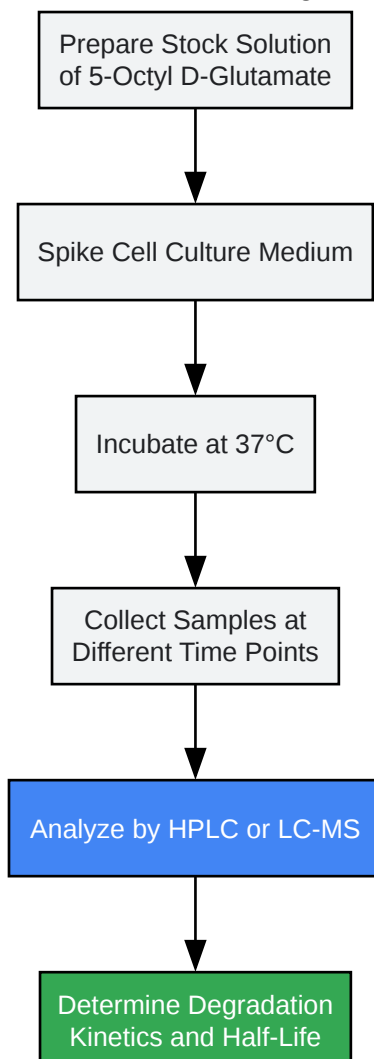 Prepare Stock Solution
of 5-Octyl D-Glutamate
Spike Cell Culture Medium
Incubate at 37°C
Collect Samples at
Different Time Points
Analyze by HPLC or LC-MS
Determine Degradation
Kinetics and Half-Life